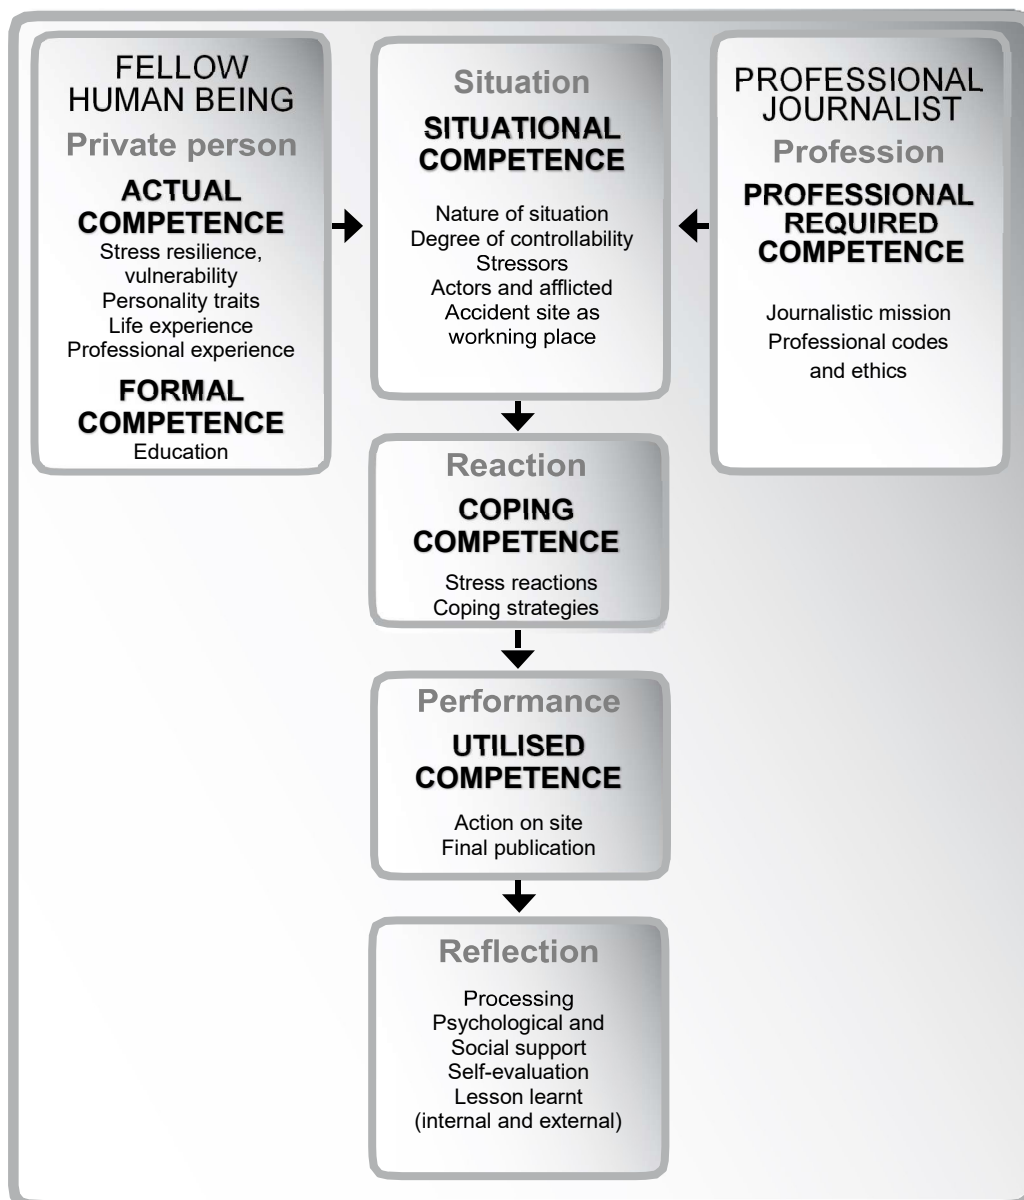 FELLOW
HUMAN BEING
Private person
ACTUAL
COMPETENCE
Stress resilience,
vulnerability
Personality traits
Life experience
Professional experience
FORMAL
COMPETENCE
Education
Situation
SITUATIONAL
COMPETENCE
Nature of situation
Degree of controllability
Stressors
Actors and afflicted
Accident site as
workning place
PROFESSIONAL
JOURNALIST
Profession
PROFESSIONAL
REQUIRED
COMPETENCE
Journalistic mission
Professional codes
and ethics
Reaction
COPING
COMPETENCE
Stress reactions
Coping strategies
Performance
UTILISED
COMPETENCE
Action on site
Final publication
Reflection
Processing
Psychological and
Social support
Self-evaluation
Lesson learnt
(internal and external)